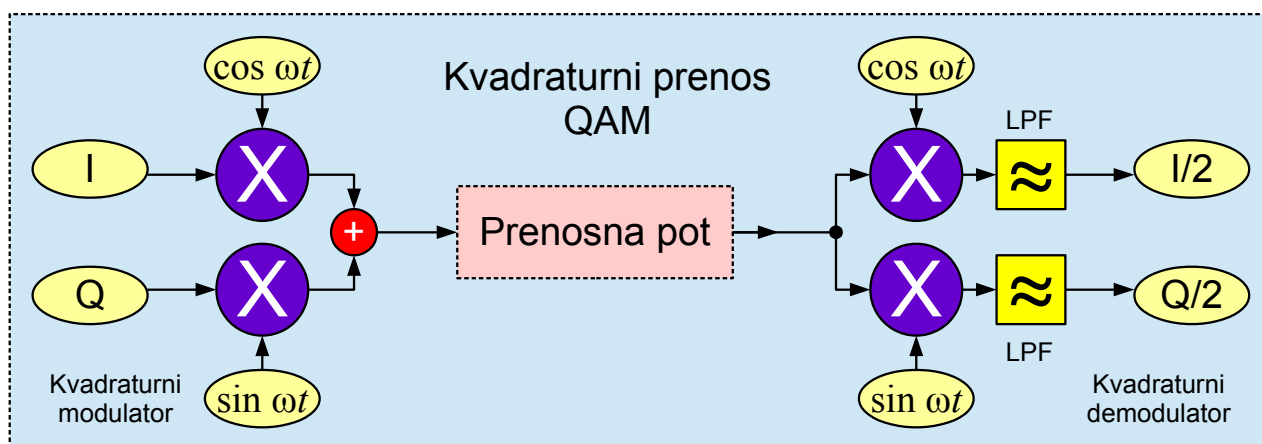 cos ωt
Kvadraturni prenos
QAM
cos ωt
LPF
I
X
X
≈
I/2
+
Prenosna pot
Q
X
X
≈
Q/2
LPF
Kvadraturni
modulator
sin ωt
sin ωt
Kvadraturni
demodulator